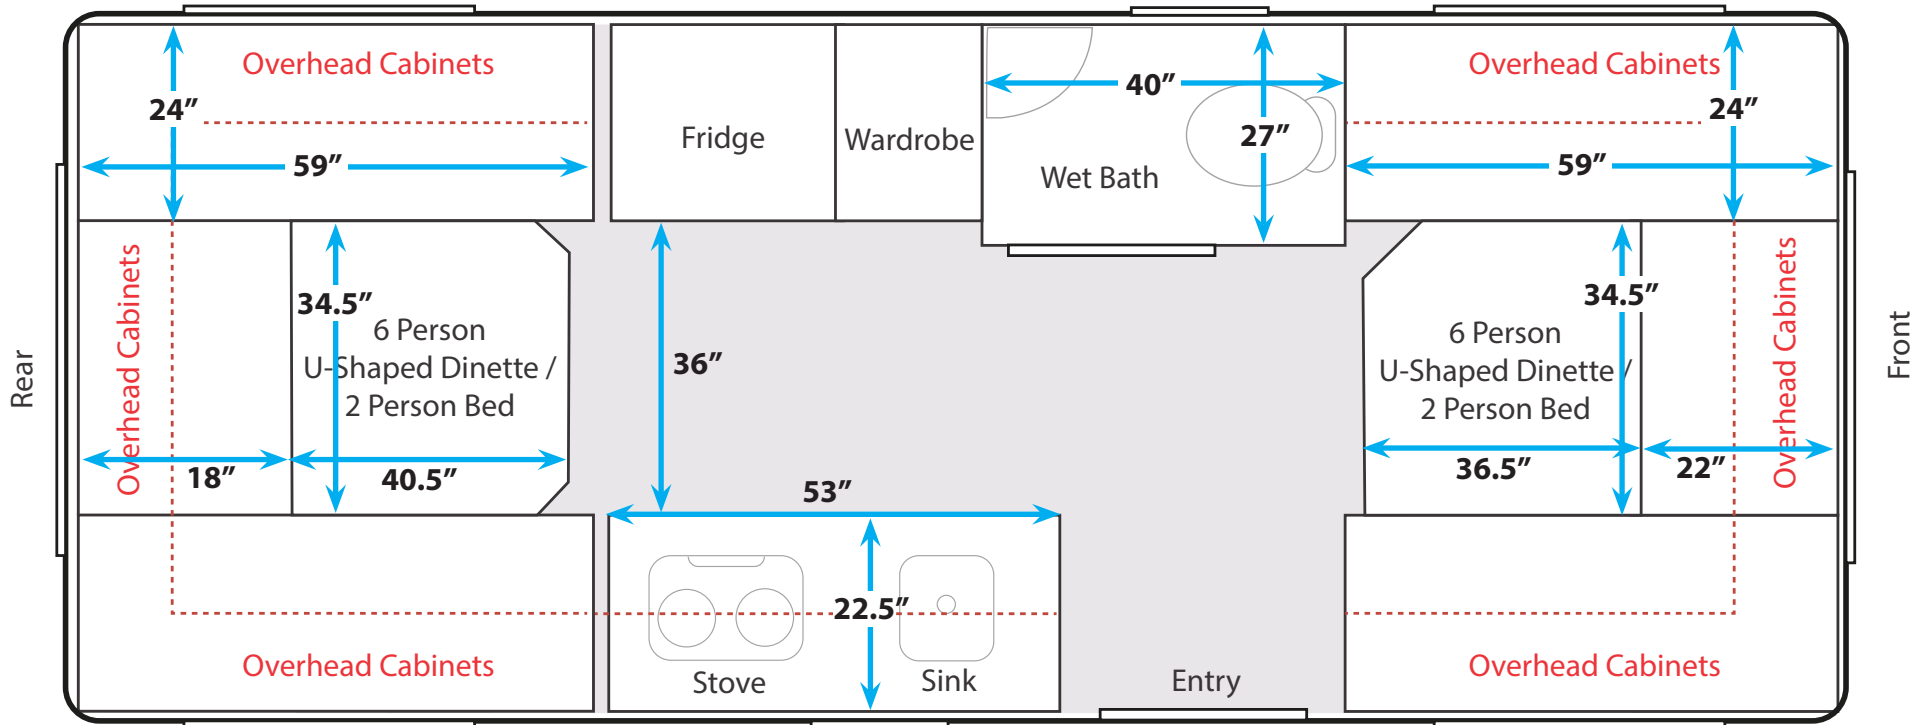 Overhead Cabinets
Overhead Cabinets
24”
40”
24”
Fridge
Wardrobe
27”
59”
Wet Bath
59”
Overhead Cabinets
34.5”
6 Person
U-Shaped Dinette /
2 Person Bed
36”
34.5”
6 Person
U-Shaped Dinette /
2 Person Bed
Overhead Cabinets
Rear
Front
18”
40.5”
53”
36.5”
22”
22.5”
Overhead Cabinets
Stove
Sink
Entry
Overhead Cabinets